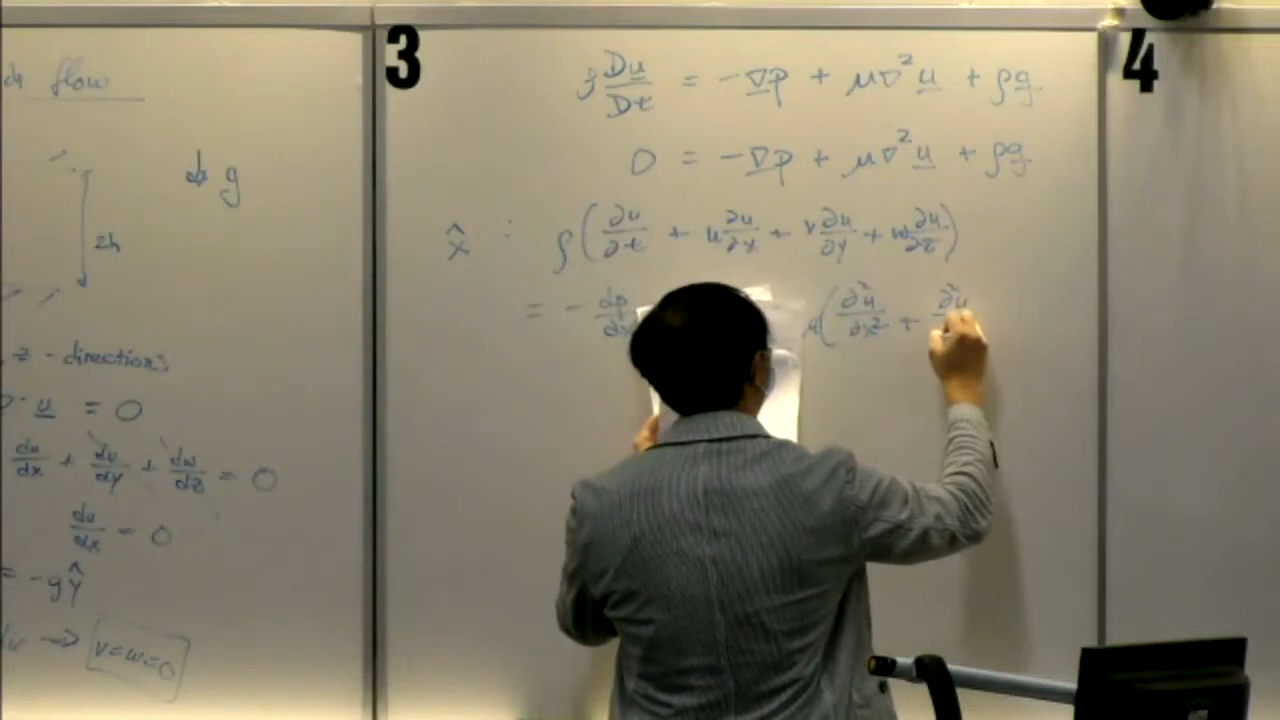 flow
g
2h
z - directions
∇ · u = 0
du/dx + dv/dy + dw/dz = 0
du/dx = 0
= -gŷ
⇒ v=w=0
3
ρ Du/Dt = -∇p + μ∇²u + ρg
0 = -∇p + μ∇²u + ρg
x̂ : ρ(∂u/∂t + u ∂u/∂x + v ∂u/∂y + w ∂u/∂z)
= - dp/dx μ(∂²u/∂x² + ∂²u
4